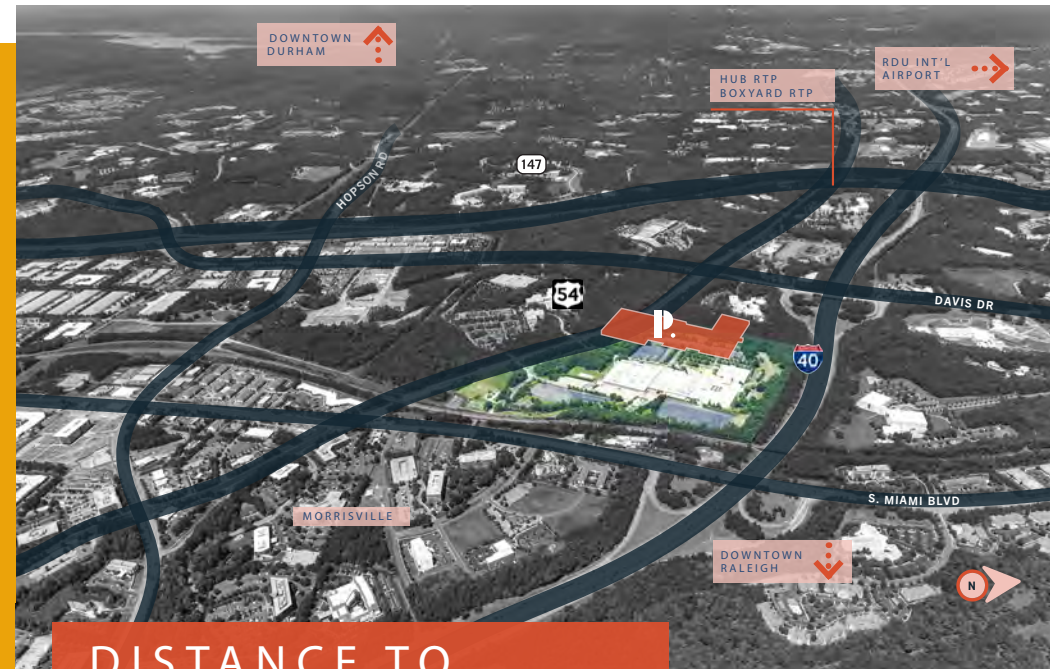 DOWNTOWN
DURHAM
HUB RTP
BOXYARD RTP
RDU INT'L
AIRPORT
147
HOPSON RD
54
P.
DAVIS DR
40
S. MIAMI BLVD
MORRISVILLE
DOWNTOWN
RALEIGH
N
DISTANCE TO